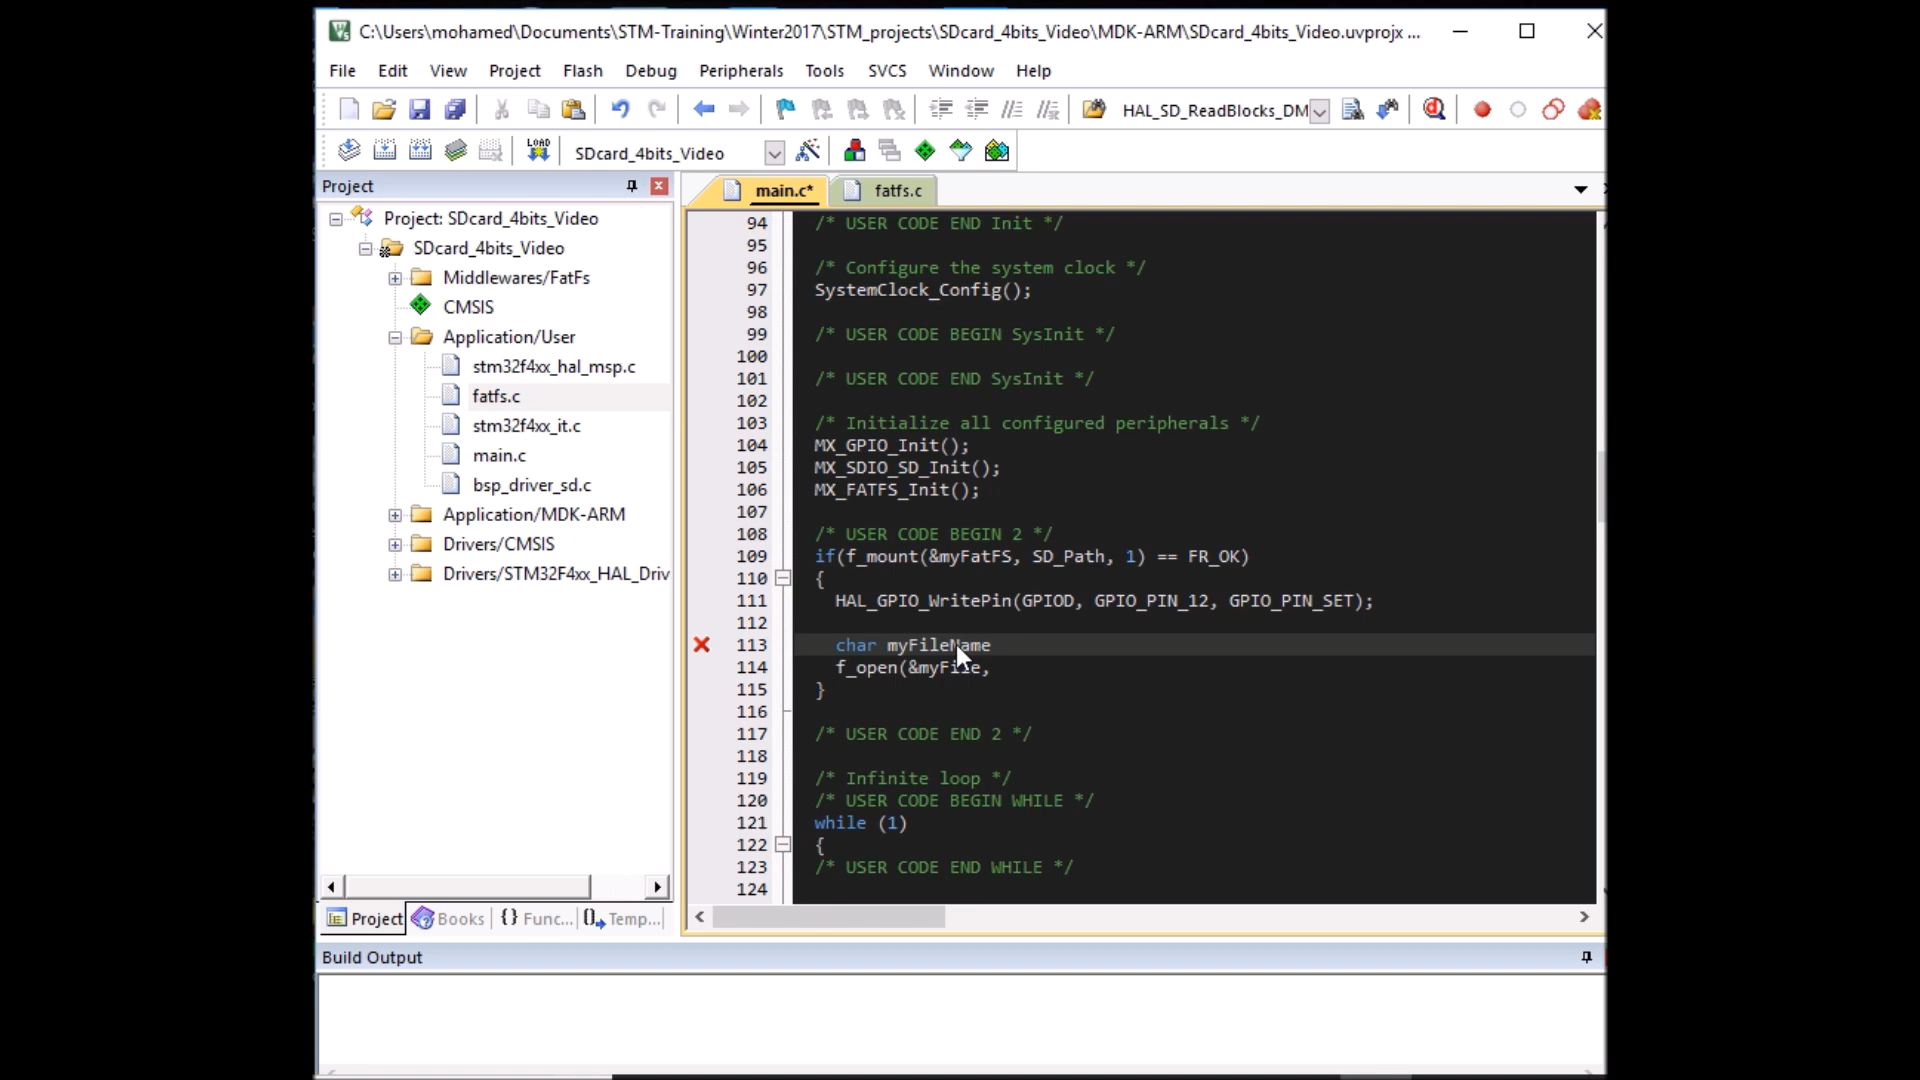 C:\Users\mohamed\Documents\STM-Training\Winter2017\STM_projects\SDcard_4bits_Video\MDK-ARM\SDcard_4bits_Video.uvprojx ...
File Edit View Project Flash Debug Peripherals Tools SVCS Window Help
HAL_SD_ReadBlocks_DM
LOAD SDcard_4bits_Video
Project
main.c* fatfs.c
Project: SDcard_4bits_Video
SDcard_4bits_Video
Middlewares/FatFs
CMSIS
Application/User
stm32f4xx_hal_msp.c
fatfs.c
stm32f4xx_it.c
main.c
bsp_driver_sd.c
Application/MDK-ARM
Drivers/CMSIS
Drivers/STM32F4xx_HAL_Driv
Project Books {} Func... Temp...
94 /* USER CODE END Init */
95
96 /* Configure the system clock */
97 SystemClock_Config();
98
99 /* USER CODE BEGIN SysInit */
100
101 /* USER CODE END SysInit */
102
103 /* Initialize all configured peripherals */
104 MX_GPIO_Init();
105 MX_SDIO_SD_Init();
106 MX_FATFS_Init();
107
108 /* USER CODE BEGIN 2 */
109 if(f_mount(&myFatFS, SD_Path, 1) == FR_OK)
110 {
111 HAL_GPIO_WritePin(GPIOD, GPIO_PIN_12, GPIO_PIN_SET);
112
113 char myFileName
114 f_open(&myFile,
115 }
116
117 /* USER CODE END 2 */
118
119 /* Infinite loop */
120 /* USER CODE BEGIN WHILE */
121 while (1)
122 {
123 /* USER CODE END WHILE */
124
Build Output